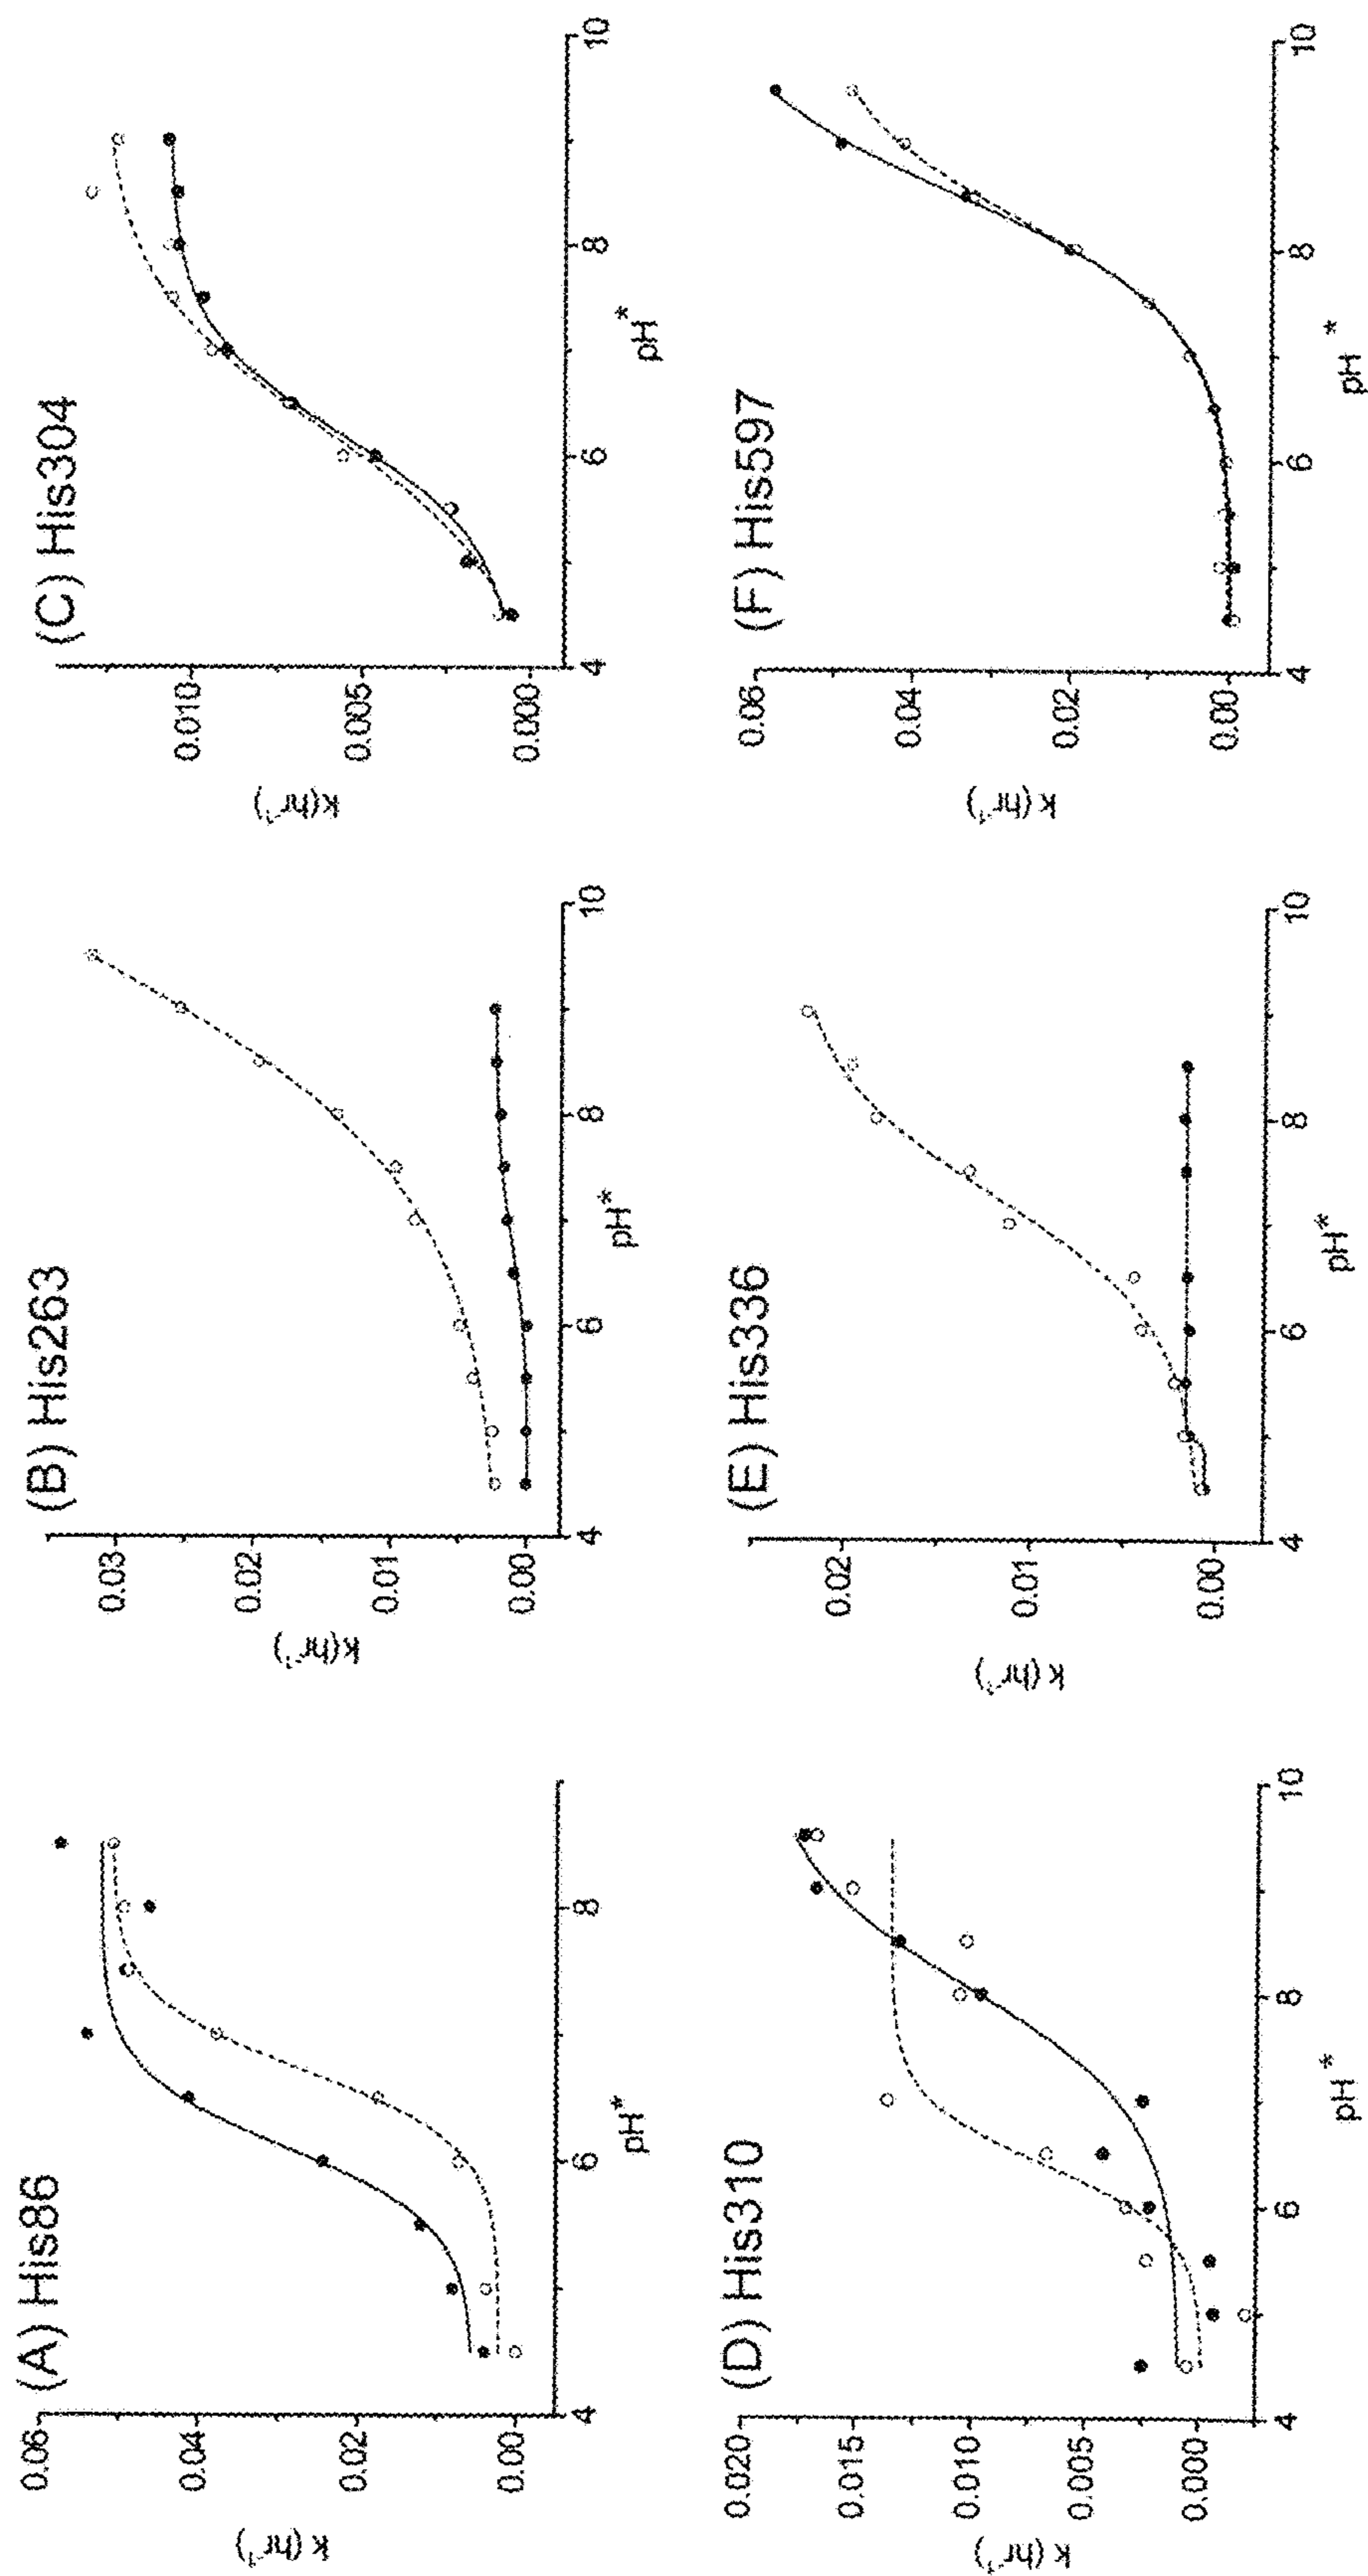 (A) His86
k (hr⁻¹)
0.06
0.04
0.02
0.00
4
6
8
pH*
(B) His263
k(hr⁻¹)
0.03
0.02
0.01
0.00
4
6
8
10
pH*
(C) His304
k(hr⁻¹)
0.010
0.005
0.000
4
6
8
10
pH*
(D) His310
k (hr⁻¹)
0.020
0.015
0.010
0.005
0.000
4
6
8
10
pH*
(E) His336
k (hr⁻¹)
0.02
0.01
0.00
4
6
8
10
pH*
(F) His597
k (hr⁻¹)
0.06
0.04
0.02
0.00
4
6
8
10
pH*